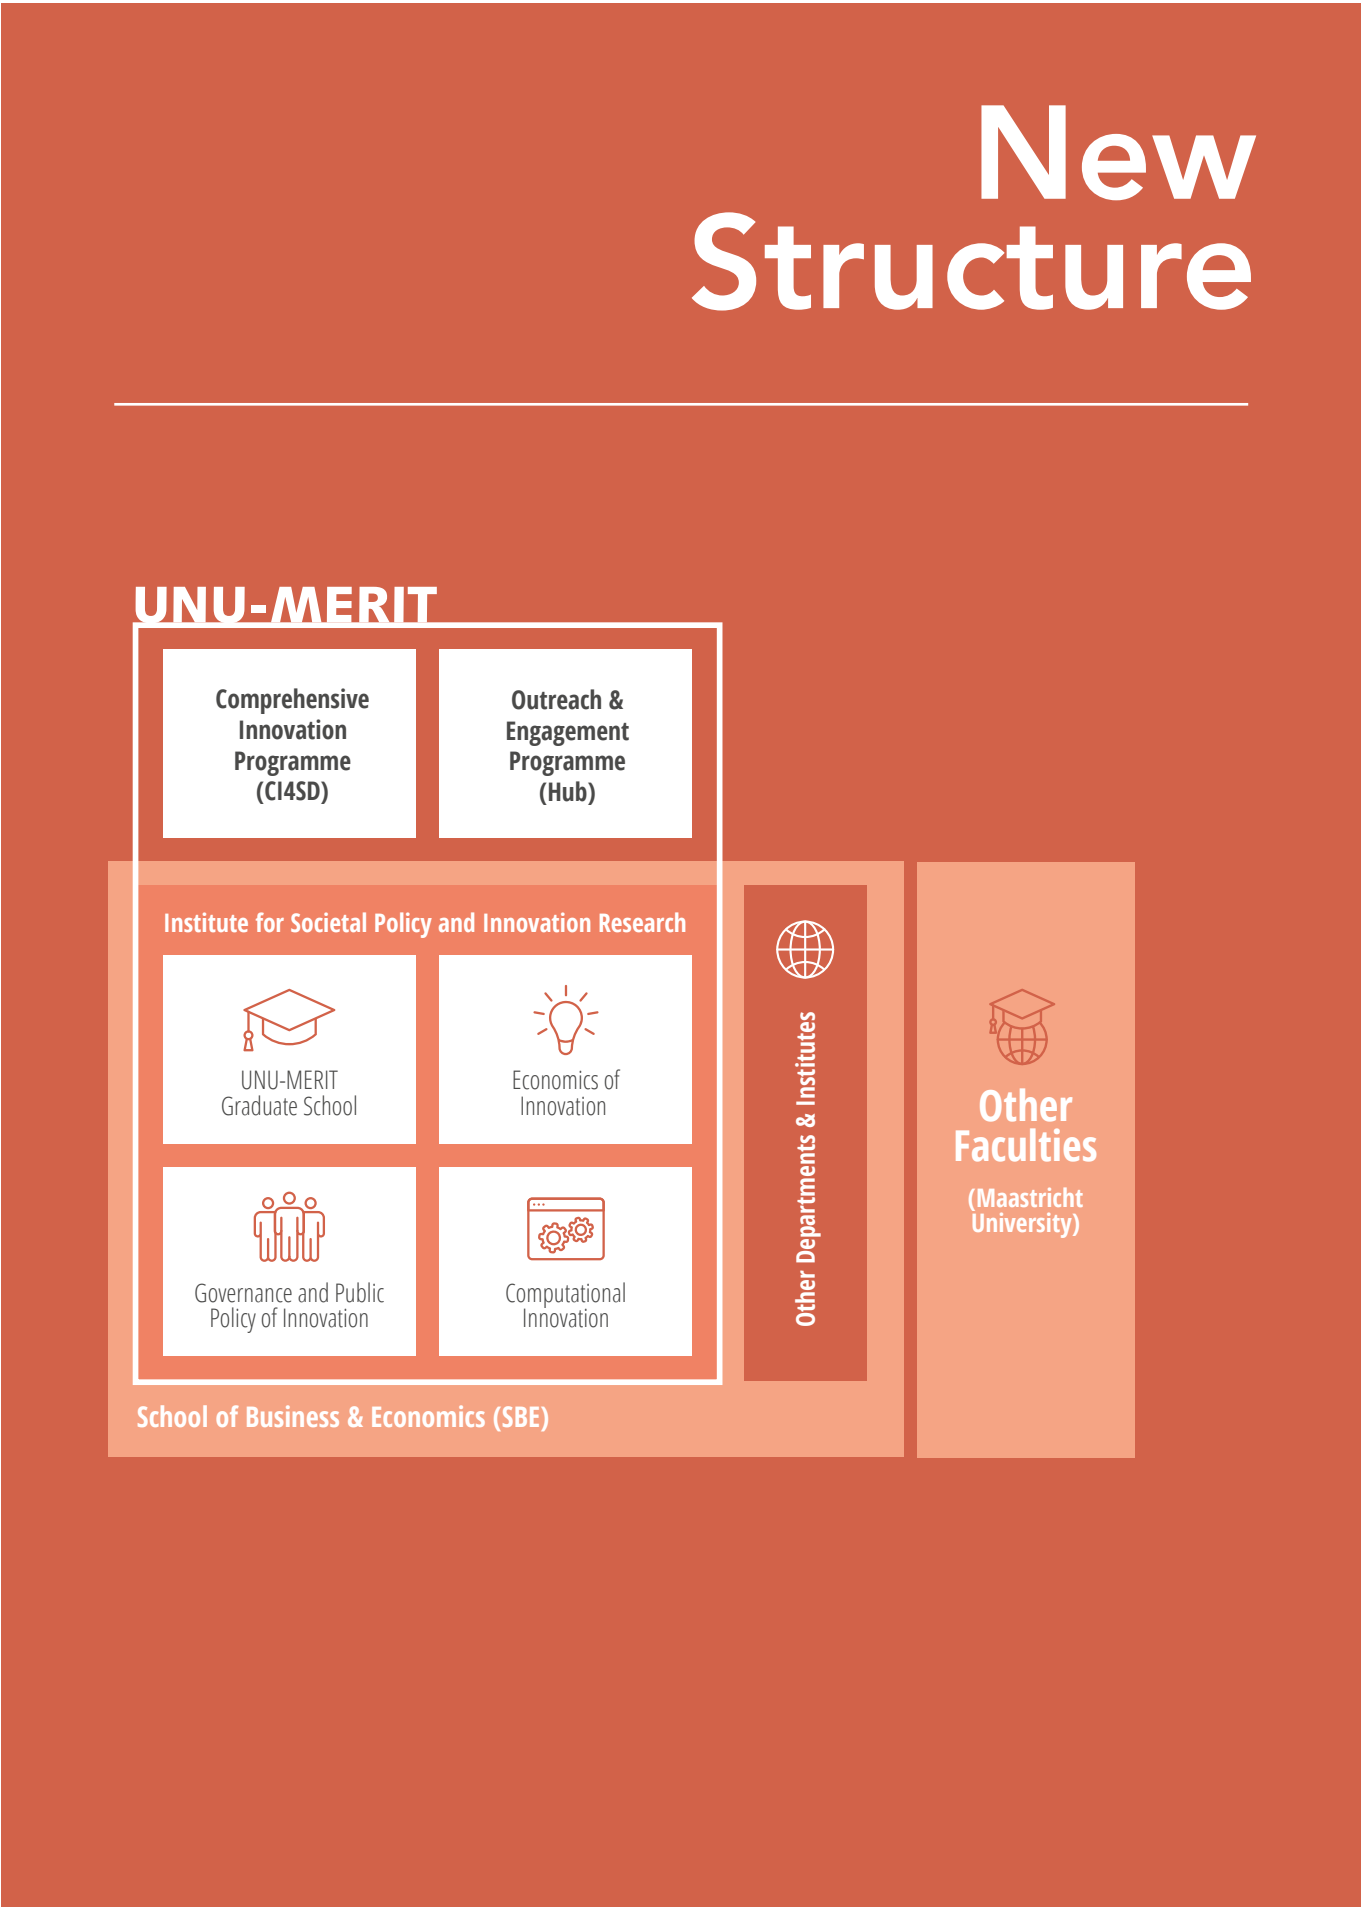 New
Structure
UNU-MERIT
Comprehensive
Innovation
Programme
(CI4SD)
Outreach &
Engagement
Programme
(Hub)
Institute for Societal Policy and Innovation Research
UNU-MERIT
Graduate School
Economics of
Innovation
Governance and Public
Policy of Innovation
Computational
Innovation
School of Business & Economics (SBE)
Other Departments & Institutes
Other
Faculties
(Maastricht
University)